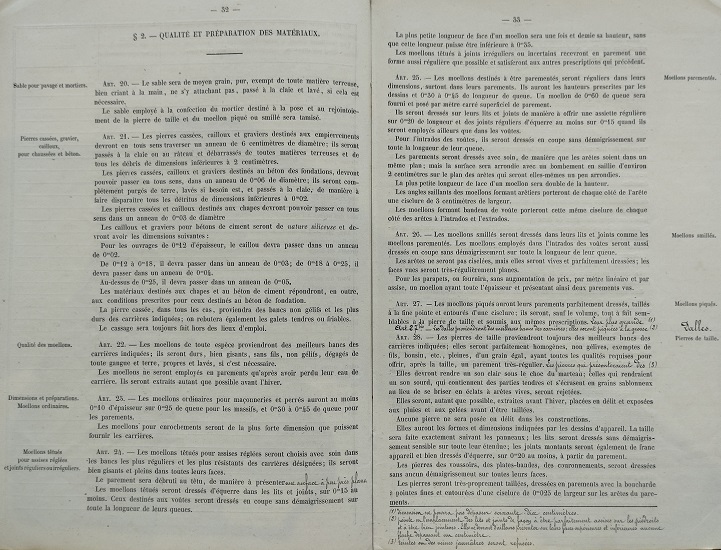 — 32 —
§ 2. — QUALITÉ ET PRÉPARATION DES MATÉRIAUX.
Sable pour pavage et mortiers.
ART. 20. — Le sable sera de moyen grain, pur, exempt de toute matière terreuse,
bien criant à la main, ne s'y attachant pas, passé à la claie et lavé, si cela est
nécessaire.
Le sable employé à la confection du mortier destiné à la pose et au rejointoie-
ment de la pierre de taille et du moellon piqué ou smillé sera tamisé.
Pierres cassées, gravier,
cailloux,
pour chaussées et béton.
ART. 21. — Les pierres cassées, cailloux et graviers destinés aux empierrements
devront en tous sens traverser un anneau de 6 centimètres de diamètre; ils seront
passés à la claie ou au râteau et débarrassés de toutes matières terreuses et de
tous les débris de dimensions inférieures à 2 centimètres.
Les pierres cassées, cailloux et gravier destinés au béton des fondations, devront
pouvoir passer en tous sens, dans un anneau de 0m06 de diamètre; ils seront com-
plétement purgés de terre, lavés si besoin est, et passés à la claie, de manière à
faire disparaître tous les détritus de dimensions inférieures à 0m02.
Les pierres cassées et cailloux destinés aux chapes devront pouvoir passer en tous
sens dans un anneau de 0m03 de diamètre
Les cailloux et graviers pour bétons de ciment seront de nature siliceuse et de-
vront avoir les dimensions suivantes :
Pour les ouvrages de 0m12 d'épaisseur, le caillou devra passer dans un anneau
de 0m02.
De 0m12 à 0m18, il devra passer dans un anneau de 0m03; de 0m18 à 0m25, il
devra passer dans un anneau de 0m04.
Au-dessus de 0m25, il devra passer dans un anneau de 0m05.
Les matériaux destinés aux chapes et au béton de ciment répondront, en outre,
aux conditions prescrites pour ceux destinés au béton de fondation.
La pierre cassée, dans tous les cas, proviendra des bancs non gélifs et les plus
durs des carrières indiquées; on rebutera également les galets tendres ou friables.
Le cassage sera toujours fait hors des lieux d'emploi.
Qualité des moellons.
ART. 22. — Les moellons de toute espèce proviendront des meilleurs bancs des
carrières indiquées; ils seront durs, bien gisants, sans fils, non gélifs, dégagés de
toute gangue et terre, propres et lavés, si c'est nécessaire.
Les moellons ne seront employés en parements qu'après avoir perdu leur eau de
carrière. Ils seront extraits autant que possible avant l'hiver.
Dimensions et préparations.
Moellons ordinaires.
ART. 23. — Les moellons ordinaires pour maçonneries et perrés auront au moins
0m10 d'épaisseur sur 0m25 de queue pour les massifs, et 0m30 à 0m45 de queue pour
les parements.
Les moellons pour enrochements seront de la plus forte dimension que puissent
fournir les carrières.
Moellons têtués
pour assises réglées
et joints réguliers ou irréguliers.
ART. 24. — Les moellons têtués pour assises réglées seront choisis avec soin dans
les bancs les plus réguliers et les plus résistants des carrières désignées; ils seront
bien gisants et pleins dans toutes leurs faces.
Le parement sera débruti au têtu, de manière à présenter une surface à peu près plane
Les moellons têtués seront dressés d'équerre dans les lits et joints, sur 0m15 au
moins. Ceux destinés aux voûtes seront dressés en coupe sans démaigrissement sur
toute la longueur de leurs queues.
— 33 —
La plus petite longueur de face d'un moellon sera une fois et demie sa hauteur, sans
que cette longueur puisse être inférieure à 0m35.
Les moellons têtués à joints irréguliers ou incertains recevront en parement une
forme aussi régulière que possible et satisferont aux autres prescriptions qui précèdent.
Moellons parementés.
ART. 25. — Les moellons destinés à être parementés, seront réguliers dans leurs
dimensions, surtout dans leurs parements. Ils auront les hauteurs prescrites par les
dessins et 0m30 à 0m45 de longueur de queue. Un moellon de 0m60 de queue sera
fourni et posé par mètre carré superficiel de parement.
Ils seront dressés sur leurs lits et joints de manière à offrir une assiette régulière
sur 0m20 de longueur et des joints réguliers d'équerre au moins sur 0m15 quand ils
seront employés ailleurs que dans les voûtes.
Pour l'intrados des voûtes, ils seront dressés en coupe sans démaigrissement sur
toute la longueur de leur queue.
Les parements seront dressés avec soin, de manière que les arêtes soient dans un
même plan; mais la surface sera arrondie avec un bombement en saillie d'environ
2 centimètres sur le plan des arêtes qui seront elles-mêmes un peu arrondies.
La plus petite longueur de face d'un moellon sera double de la hauteur.
Les angles saillants des moellons formant arêtiers porteront de chaque côté de l'arête
une ciselure de 3 centimètres de largeur.
Les moellons formant bandeau de voûte porteront cette même ciselure de chaque
côté des arêtes à l'intrados et à l'extrados.
Moellons smillés.
ART. 26. — Les moellons smillés seront dressés dans leurs lits et joints comme les
moellons parementés. Les moellons employés dans l'intrados des voûtes seront aussi
dressés en coupe sans démaigrissement sur toute la longueur de leur queue.
Les arêtes ne seront pas ciselées, mais elles seront vives et parfaitement dressées; les
faces vues seront très-régulièrement planes.
Pour les parapets, on fournira, sans augmentation de prix, par mètre linéaire et par
assise, un moellon ayant toute l'épaisseur et présentant ainsi deux parements vus.
Moellons piqués.
ART. 27. — Les moellons piqués auront leurs parements parfaitement dressés, taillés
à la fine pointe et entourés d'une ciselure; ils seront, sauf le volume, tout à fait sem-
blables à la pierre de taille et soumis aux mêmes prescriptions. Leur plus grande (1)
Dalles.
Pierres de taille.
ART. 28. — Les pierres de taille proviendront toujours des meilleurs bancs des
carrières indiquées; elles seront parfaitement homogènes, non gélives, exemptes de
fils, bousin, etc., pleines, d'un grain égal, ayant toutes les qualités requises pour
offrir, après la taille, un parement très-régulier. Les pierres qui présenteraient des (3)
Elles devront rendre un son clair sous le choc du marteau; celles qui rendraient
un son sourd, qui contiennent des parties tendres et s'écrasent en grains sablonneux
au lieu de se briser en éclats à arêtes vives, seront rejetées.
Elles seront, autant que possible, extraites avant l'hiver, placées en délit et exposées
aux pluies et aux gelées avant d'être taillées.
Aucune pierre ne sera posée en délit dans les constructions.
Elles auront les formes et dimensions indiquées par les dessins d'appareil. La taille
sera faite exactement suivant les panneaux; les lits seront dressés sans démaigris-
sement sensible sur toute leur étendue; les joints montants seront également de franc
appareil et bien dressés d'équerre, sur 0m20 au moins, à partir du parement.
Les pierres des voussoirs, des plates-bandes, des couronnements, seront dressées
sans aucun démaigrissement sur toutes leurs faces.
Les pierres seront très-proprement taillées, dressées en parements avec la boucharde
à pointes fines et entourées d'une ciselure de 0m025 de largeur sur les arêtes du pare-
ment.
(1) dimension ne pourra pas dépasser soixante dix centimètres.
(3) seront refusées.